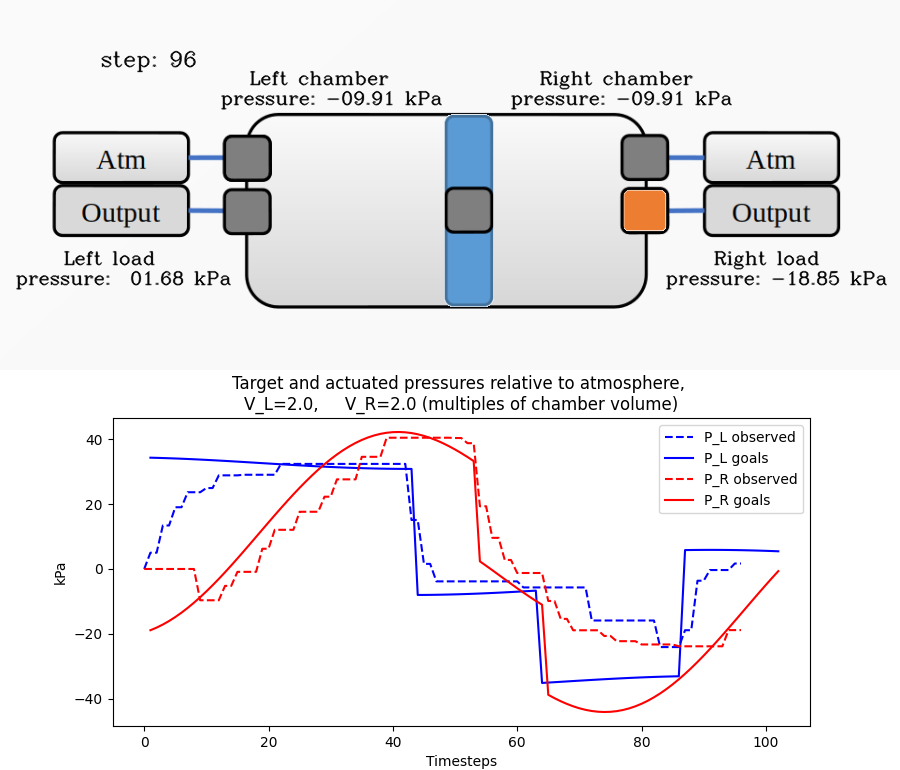 step: 96
Left chamber
pressure: −09.91 kPa
Right chamber
pressure: −09.91 kPa
Atm
Atm
Output
Output
Left load
pressure: 01.68 kPa
Right load
pressure: −18.85 kPa
Target and actuated pressures relative to atmosphere,
V_L=2.0, V_R=2.0 (multiples of chamber volume)
40
20
0
−20
−40
kPa
P_L observed
P_L goals
P_R observed
P_R goals
0 20 40 60 80 100
Timesteps